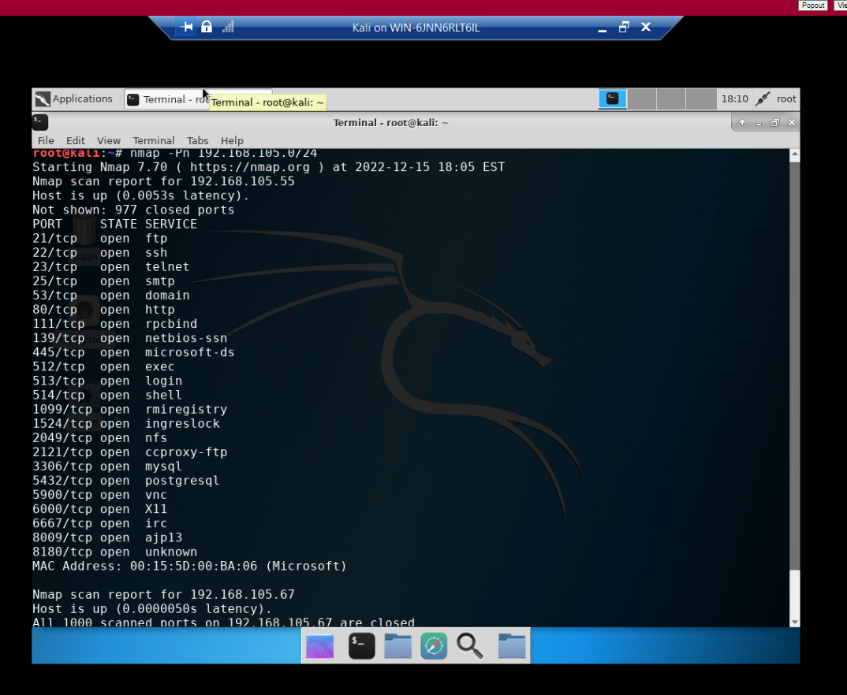 Popout
Kali on WIN-6JNN6RLT6IL
Applications
Terminal - ro
Terminal - root@kali: ~
18:10
root
Terminal - root@kali: ~
File Edit View Terminal Tabs Help
root@kali:~# nmap -Pn 192.168.105.0/24
Starting Nmap 7.70 ( https://nmap.org ) at 2022-12-15 18:05 EST
Nmap scan report for 192.168.105.55
Host is up (0.0053s latency).
Not shown: 977 closed ports
PORT     STATE SERVICE
21/tcp   open  ftp
22/tcp   open  ssh
23/tcp   open  telnet
25/tcp   open  smtp
53/tcp   open  domain
80/tcp   open  http
111/tcp  open  rpcbind
139/tcp  open  netbios-ssn
445/tcp  open  microsoft-ds
512/tcp  open  exec
513/tcp  open  login
514/tcp  open  shell
1099/tcp open  rmiregistry
1524/tcp open  ingreslock
2049/tcp open  nfs
2121/tcp open  ccproxy-ftp
3306/tcp open  mysql
5432/tcp open  postgresql
5900/tcp open  vnc
6000/tcp open  X11
6667/tcp open  irc
8009/tcp open  ajp13
8180/tcp open  unknown
MAC Address: 00:15:5D:00:BA:06 (Microsoft)
Nmap scan report for 192.168.105.67
Host is up (0.0000050s latency).
All 1000 scanned ports on 192.168.105.67 are closed